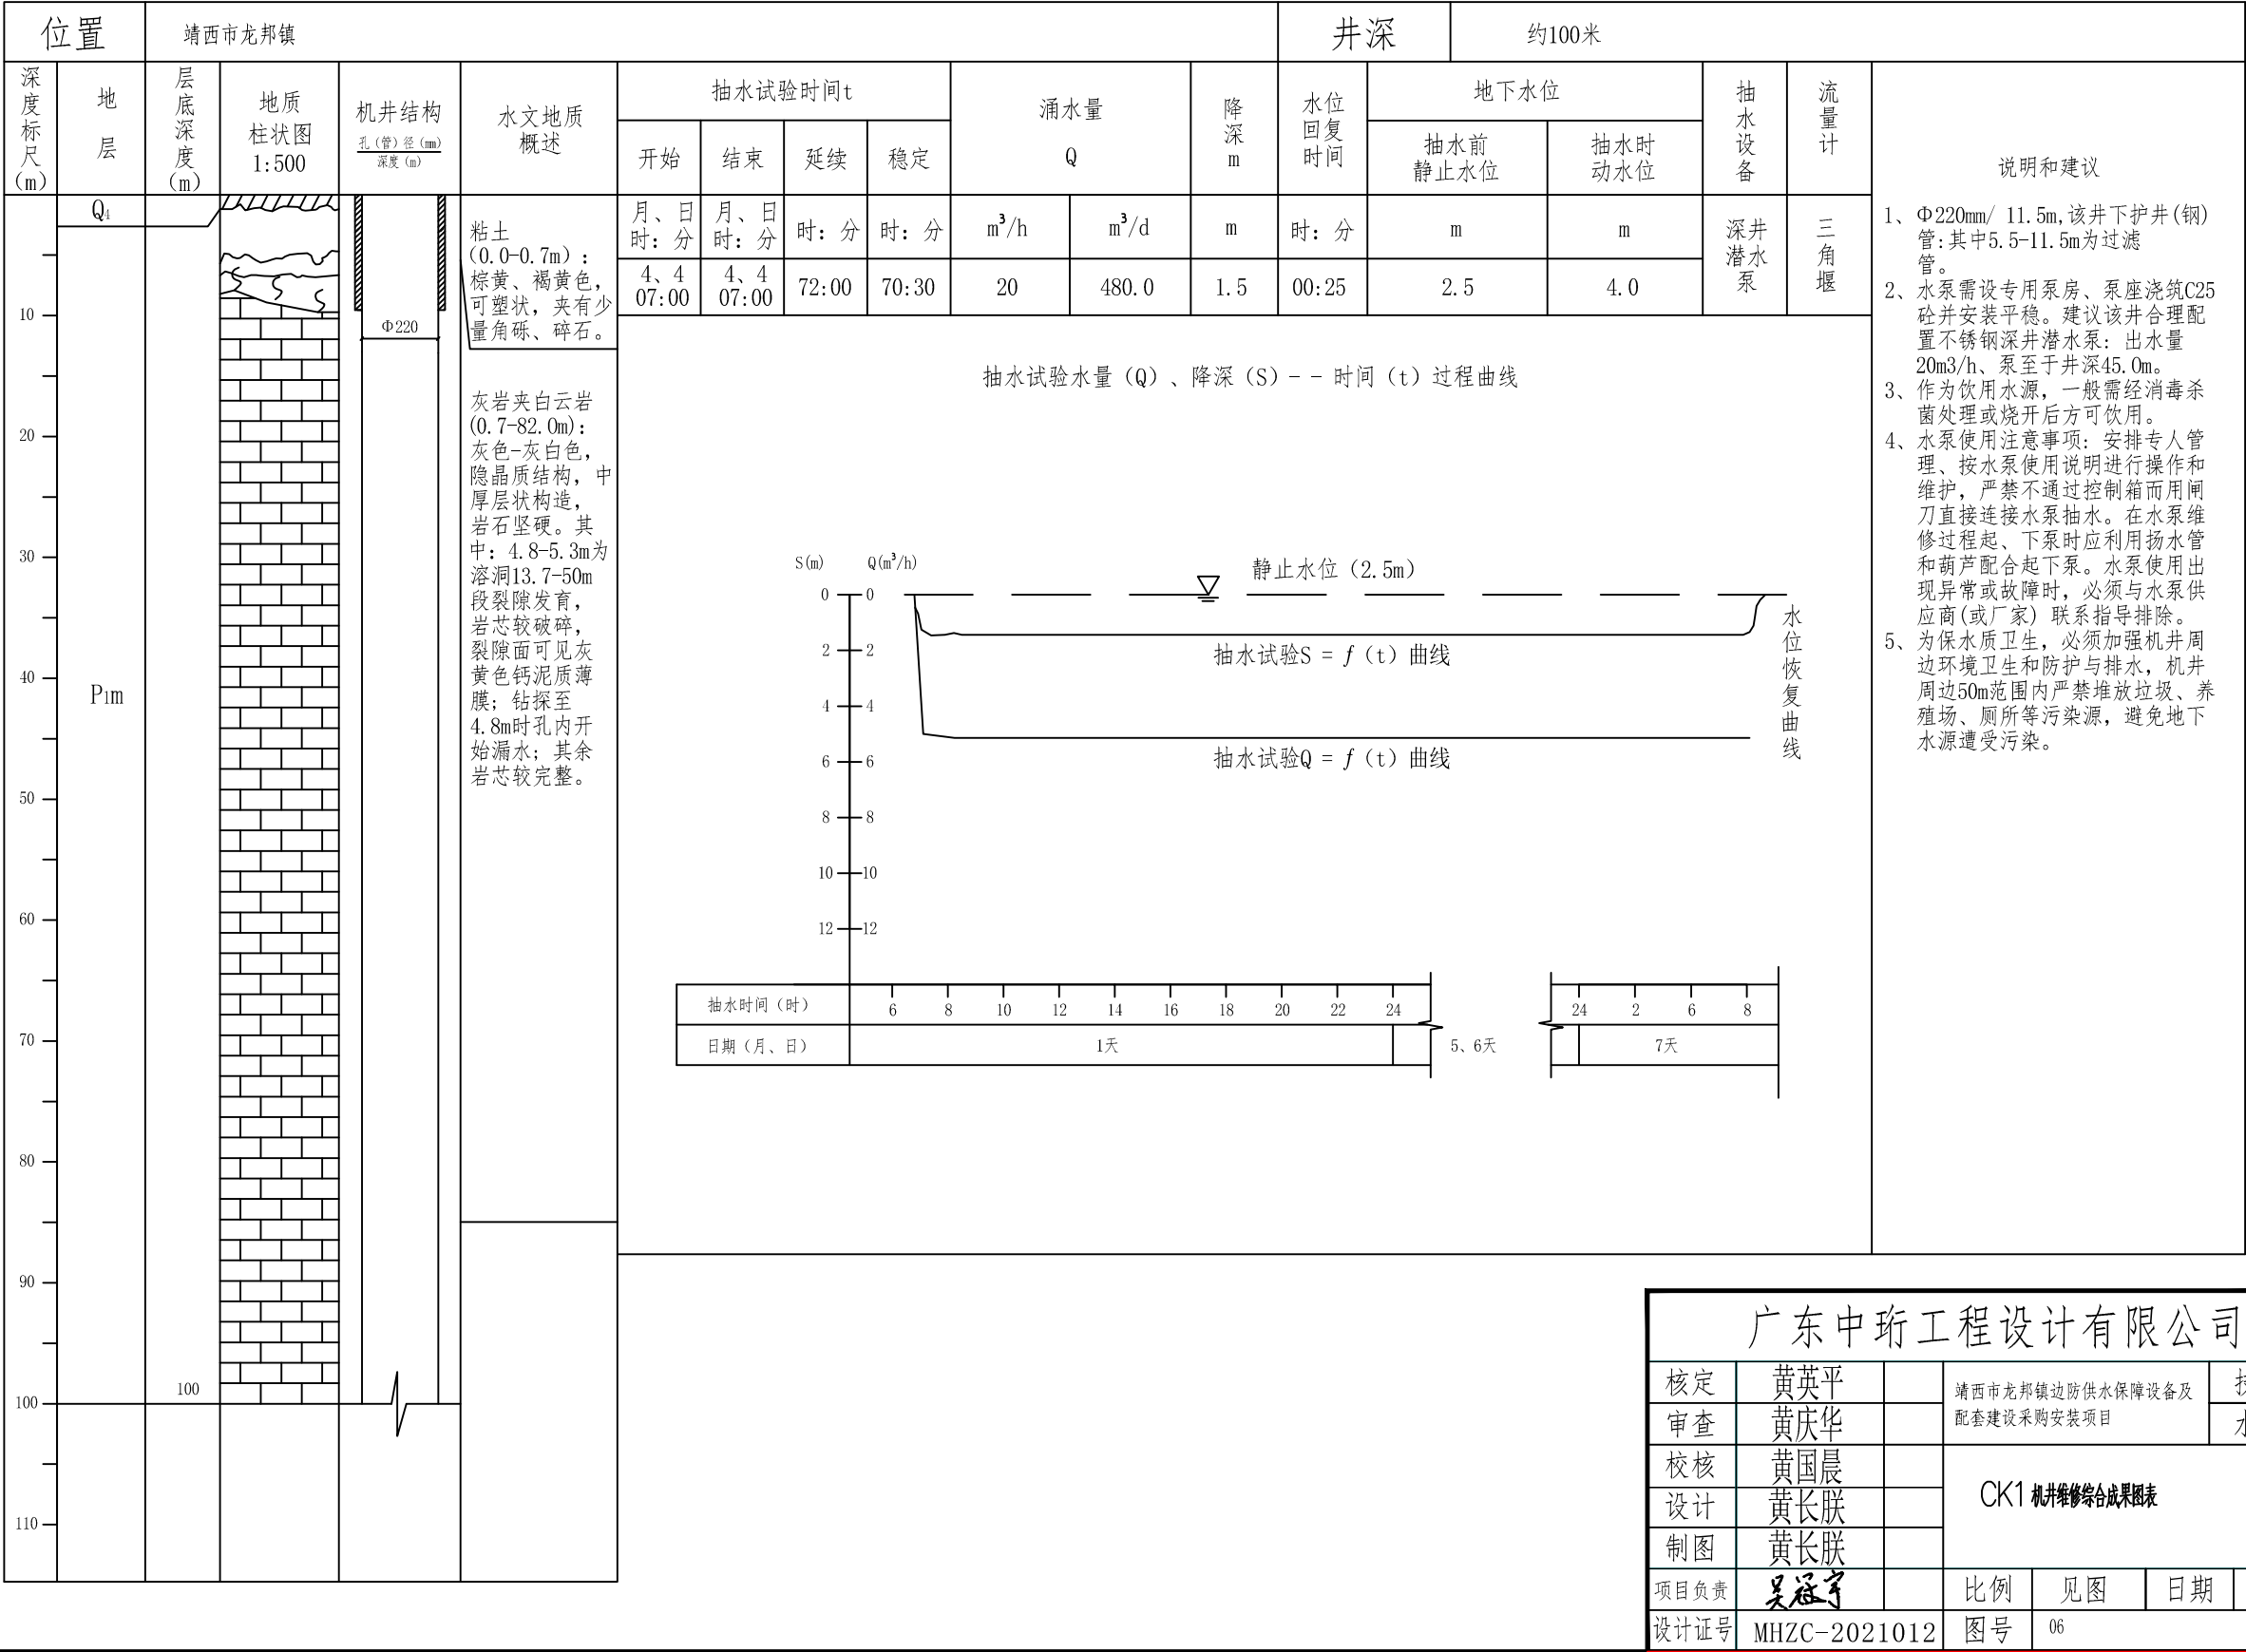 位置
靖西市龙邦镇
井深
约100米
深度标尺(m)
地层
层底深度(m)
地质
柱状图
1:500
机井结构
孔（管）径（mm）
深度（m）
水文地质
概述
抽水试验时间t
开始
结束
延续
稳定
涌水量
Q
降深
m
水位
回复
时间
地下水位
抽水前
静止水位
抽水时
动水位
抽水设备
流量计
说明和建议
月、日
时：分
月、日
时：分
时：分
时：分
m³/h
m³/d
m
时：分
m
m
深井
潜水
泵
三角堰
4、4
07:00
4、4
07:00
72:00
70:30
20
480.0
1.5
00:25
2.5
4.0
Q4
P1m
100
Φ220
10
20
30
40
50
60
70
80
90
100
110
粘土
(0.0-0.7m)：
棕黄、褐黄色，
可塑状，夹有少
量角砾、碎石。
灰岩夹白云岩
(0.7-82.0m)：
灰色-灰白色，
隐晶质结构，中
厚层状构造，
岩石坚硬。其
中：4.8-5.3m为
溶洞13.7-50m
段裂隙发育，
岩芯较破碎，
裂隙面可见灰
黄色钙泥质薄
膜；钻探至
4.8m时孔内开
始漏水；其余
岩芯较完整。
抽水试验水量（Q）、降深（S）-- 时间（t）过程曲线
S(m)
Q(m³/h)
静止水位（2.5m）
0 0
2 2
4 4
6 6
8 8
10 10
12 12
抽水试验S = f（t）曲线
抽水试验Q = f（t）曲线
水位恢复曲线
抽水时间（时）
6 8 10 12 14 16 18 20 22 24
24 2 6 8
日期（月、日）
1天
5、6天
7天
1、Φ220mm/ 11.5m,该井下护井(钢)
管:其中5.5-11.5m为过滤
管。
2、水泵需设专用泵房、泵座浇筑C25
砼并安装平稳。建议该井合理配
置不锈钢深井潜水泵：出水量
20m3/h、泵至于井深45.0m。
3、作为饮用水源，一般需经消毒杀
菌处理或烧开后方可饮用。
4、水泵使用注意事项：安排专人管
理、按水泵使用说明进行操作和
维护，严禁不通过控制箱而用闸
刀直接连接水泵抽水。在水泵维
修过程起、下泵时应利用扬水管
和葫芦配合起下泵。水泵使用出
现异常或故障时，必须与水泵供
应商(或厂家) 联系指导排除。
5、为保水质卫生，必须加强机井周
边环境卫生和防护与排水，机井
周边50m范围内严禁堆放垃圾、养
殖场、厕所等污染源，避免地下
水源遭受污染。
广东中珩工程设计有限公司
核定
黄英平
审查
黄庆华
校核
黄国晨
设计
黄长朕
制图
黄长朕
项目负责
设计证号
MHZC-2021012
靖西市龙邦镇边防供水保障设备及
配套建设采购安装项目
CK1 机井维修综合成果图表
比例
见图
日期
图号
06